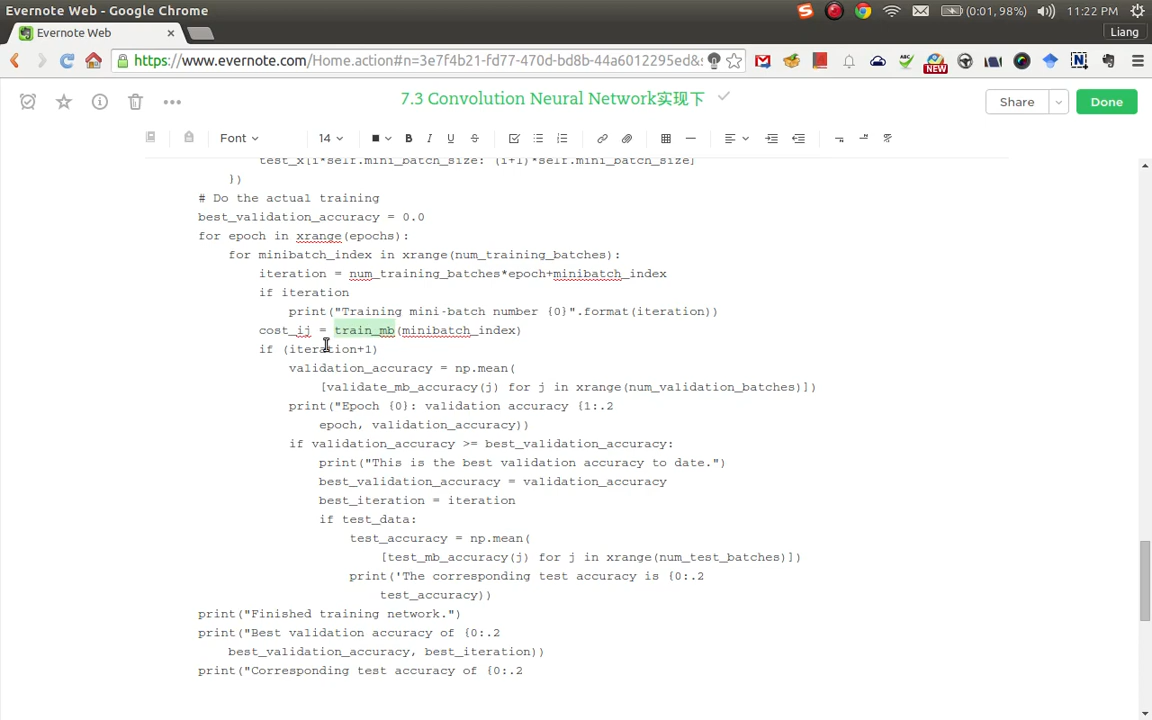 Evernote Web - Google Chrome
(0:01, 98%)
11:22 PM
Evernote Web
Liang
https://www.evernote.com/Home.action#n=3e7f4b21-fd77-470d-bd8b-44a6012295ed&s
NEW
7.3 Convolution Neural Network实现下
Share
Done
Font
14
B
I
U
S
test_x[i*self.mini_batch_size: (i+1)*self.mini_batch_size]
})
# Do the actual training
best_validation_accuracy = 0.0
for epoch in xrange(epochs):
for minibatch_index in xrange(num_training_batches):
iteration = num_training_batches*epoch+minibatch_index
if iteration
print("Training mini-batch number {0}".format(iteration))
cost_ij = train_mb(minibatch_index)
if (iteration+1)
validation_accuracy = np.mean(
[validate_mb_accuracy(j) for j in xrange(num_validation_batches)])
print("Epoch {0}: validation accuracy {1:.2
epoch, validation_accuracy))
if validation_accuracy >= best_validation_accuracy:
print("This is the best validation accuracy to date.")
best_validation_accuracy = validation_accuracy
best_iteration = iteration
if test_data:
test_accuracy = np.mean(
[test_mb_accuracy(j) for j in xrange(num_test_batches)])
print('The corresponding test accuracy is {0:.2
test_accuracy))
print("Finished training network.")
print("Best validation accuracy of {0:.2
best_validation_accuracy, best_iteration))
print("Corresponding test accuracy of {0:.2